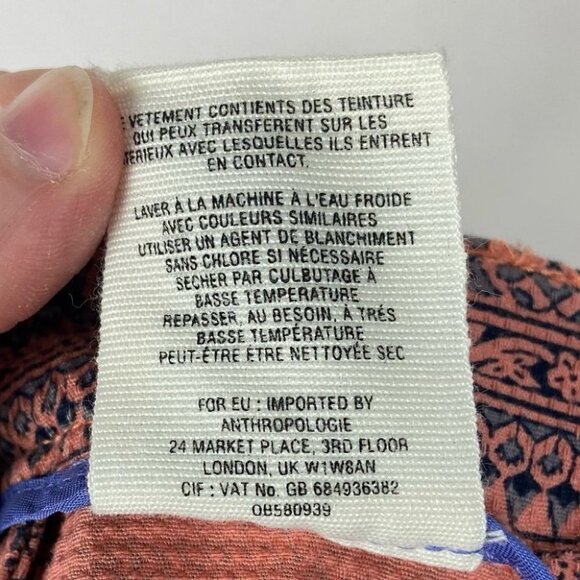 VETEMENT CONTIENTS DES TEINTURE
QUI PEUX TRANSFERENT SUR LES
AVEC LESQUELLES ILS ENTRENT
EN CONTACT.
LAVER À LA MACHINE À L'EAU FROIDE
AVEC COULEURS SIMILAIRES
UTILISER UN AGENT DE BLANCHIMENT
SANS CHLORE SI NÉCESSAIRE
SECHER PAR CULBUTAGE À
BASSE TEMPERATURE
REPASSER, AU BESOIN, À TRÉS
BASSE TEMPÉRATURE
PEUT-ÊTRE ÊTRE NETTOYÉE SEC
FOR EU : IMPORTED BY
ANTHROPOLOGIE
24 MARKET PLACE, 3RD FLOOR
LONDON, UK W1W8AN
CIF : VAT No. GB 684936382
OB580939